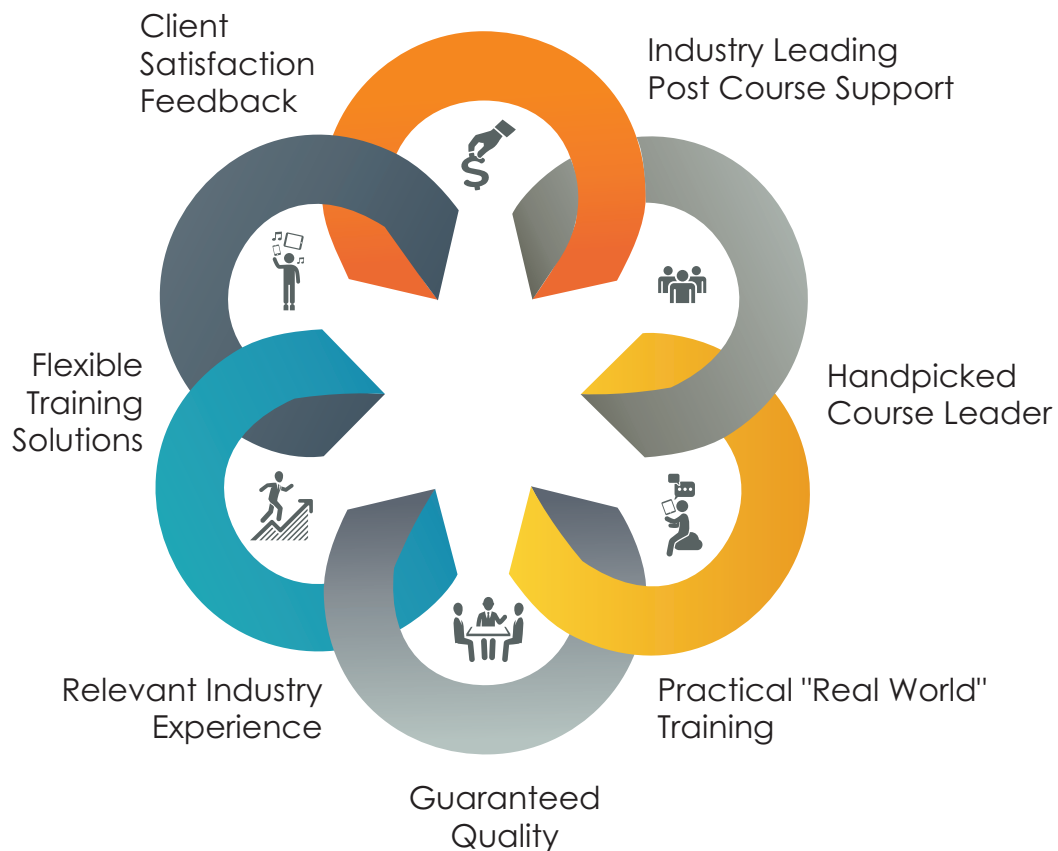 Client
Satisfaction
Feedback
Industry Leading
Post Course Support
Flexible
Training
Solutions
Handpicked
Course Leader
Relevant Industry
Experience
Practical "Real World"
Training
Guaranteed
Quality